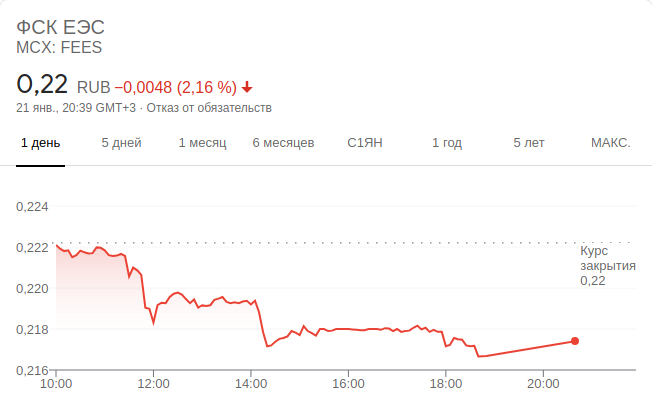 ФСК ЕЭС
MCX: FEES
0,22 RUB −0,0048 (2,16 %)
21 янв., 20:39 GMT+3 · Отказ от обязательств
1 день 5 дней 1 месяц 6 месяцев С1ЯН 1 год 5 лет МАКС.
0,224
0,222
Курс
закрытия
0,22
0,220
0,218
0,216
10:00 12:00 14:00 16:00 18:00 20:00